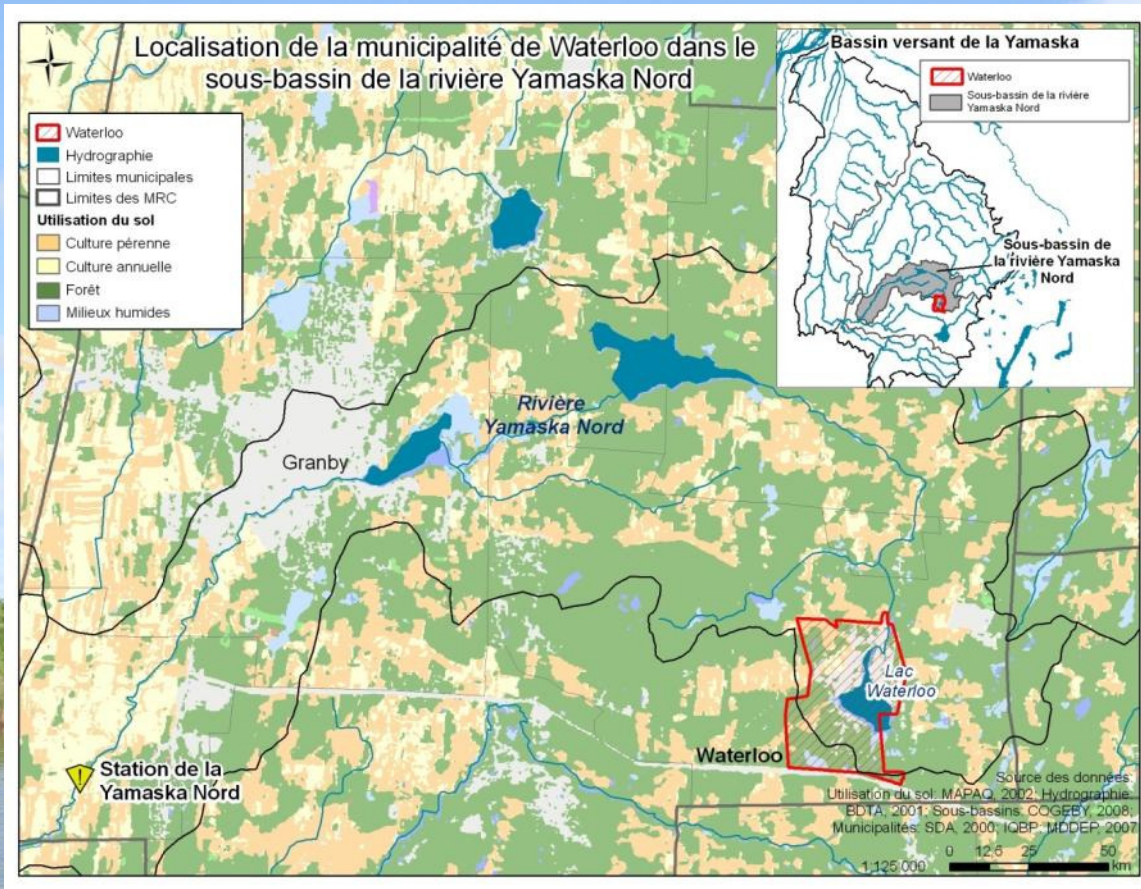 Localisation de la municipalité de Waterloo dans le
sous-bassin de la rivière Yamaska Nord
Waterloo
Hydrographie
Limites municipales
Limites des MRC
Utilisation du sol
Culture pérenne
Culture annuelle
Forêt
Milieux humides
Bassin versant de la Yamaska
Waterloo
Sous-bassin de la rivière
Yamaska Nord
Sous-bassin de
la rivière Yamaska
Nord
Rivière
Yamaska Nord
Granby
Lac
Waterloo
Waterloo
Station de la
Yamaska Nord
Source des données:
Utilisation du sol: MAPAQ, 2002; Hydrographie:
BDTA, 2001; Sous-bassins: COGEBY, 2008;
Municipalités: SDA, 2000; IQBP, MDDEP, 2007
1:125 000
0 12,5 25 50
km